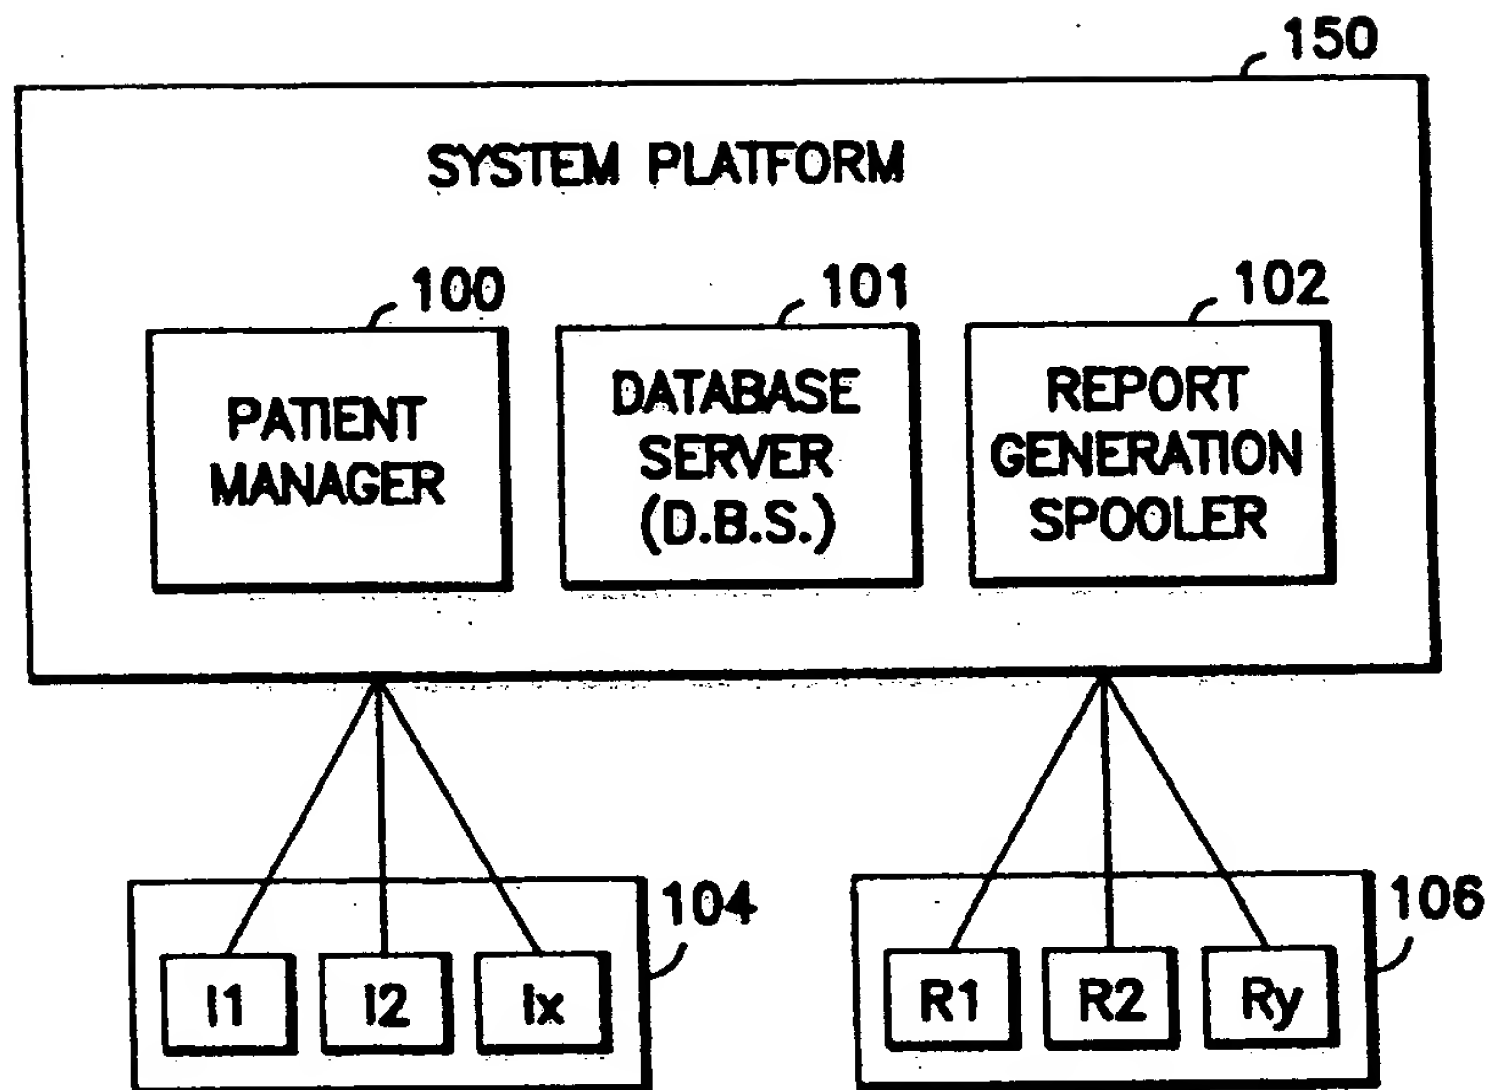 150
SYSTEM PLATFORM
100
101
102
PATIENT
MANAGER
DATABASE
SERVER
(D.B.S.)
REPORT
GENERATION
SPOOLER
104
106
I1
I2
Ix
R1
R2
Ry